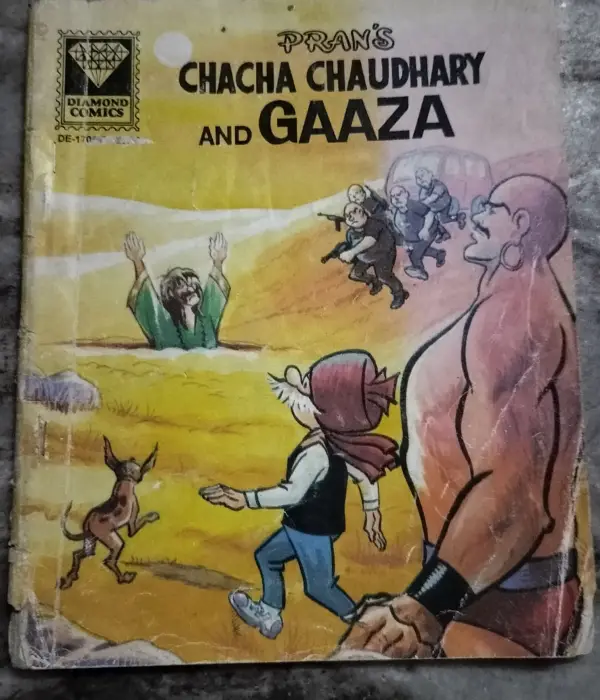 PRAN'S
CHACHA CHAUDHARY
AND GAAZA
DIAMOND
COMICS